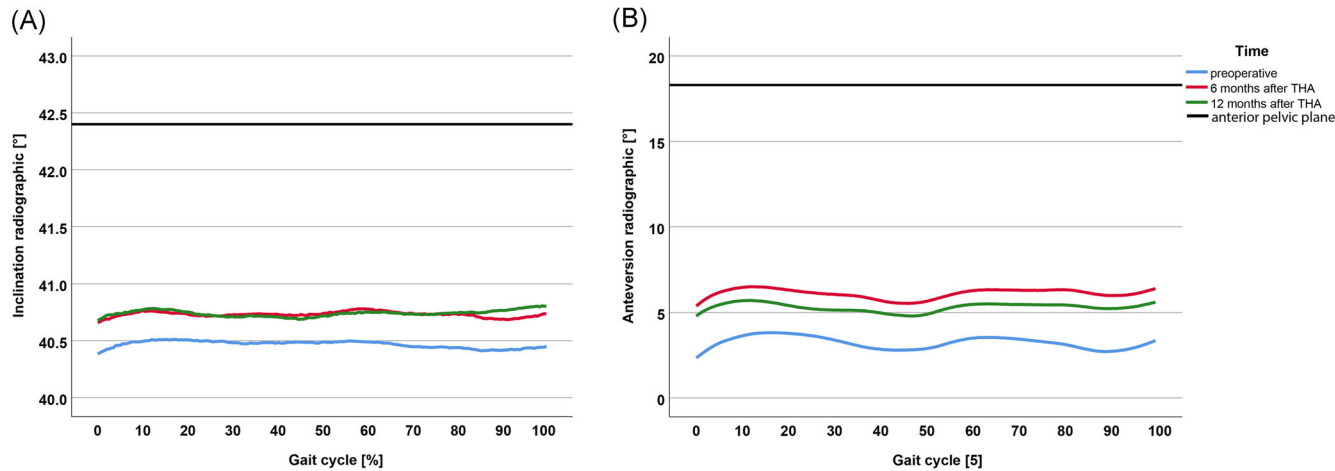 (A)
Inclination radiographic [°]
43.0
42.5
42.0
41.5
41.0
40.5
40.0
0 10 20 30 40 50 60 70 80 90 100
Gait cycle [%]
(B)
Anteversion radiographic [°]
20
15
10
5
0
0 10 20 30 40 50 60 70 80 90 100
Gait cycle [5]
Time
preoperative
6 months after THA
12 months after THA
anterior pelvic plane